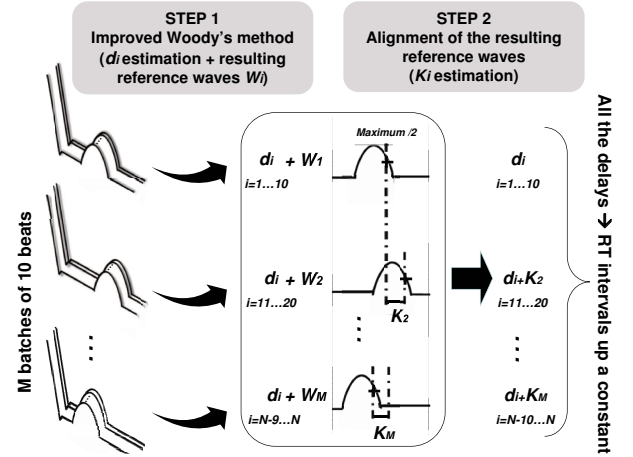 STEP 1
Improved Woody's method
(di estimation + resulting
reference waves Wi)
STEP 2
Alignment of the resulting
reference waves
(Ki estimation)
M batches of 10 beats
Maximum /2
di + W1
i=1...10
di + W2
i=11...20
K2
⋮
di + WM
i=N-9...N
KM
di
i=1...10
di+K2
i=11...20
⋮
di+KM
i=N-10...N
All the delays → RT intervals up a constant